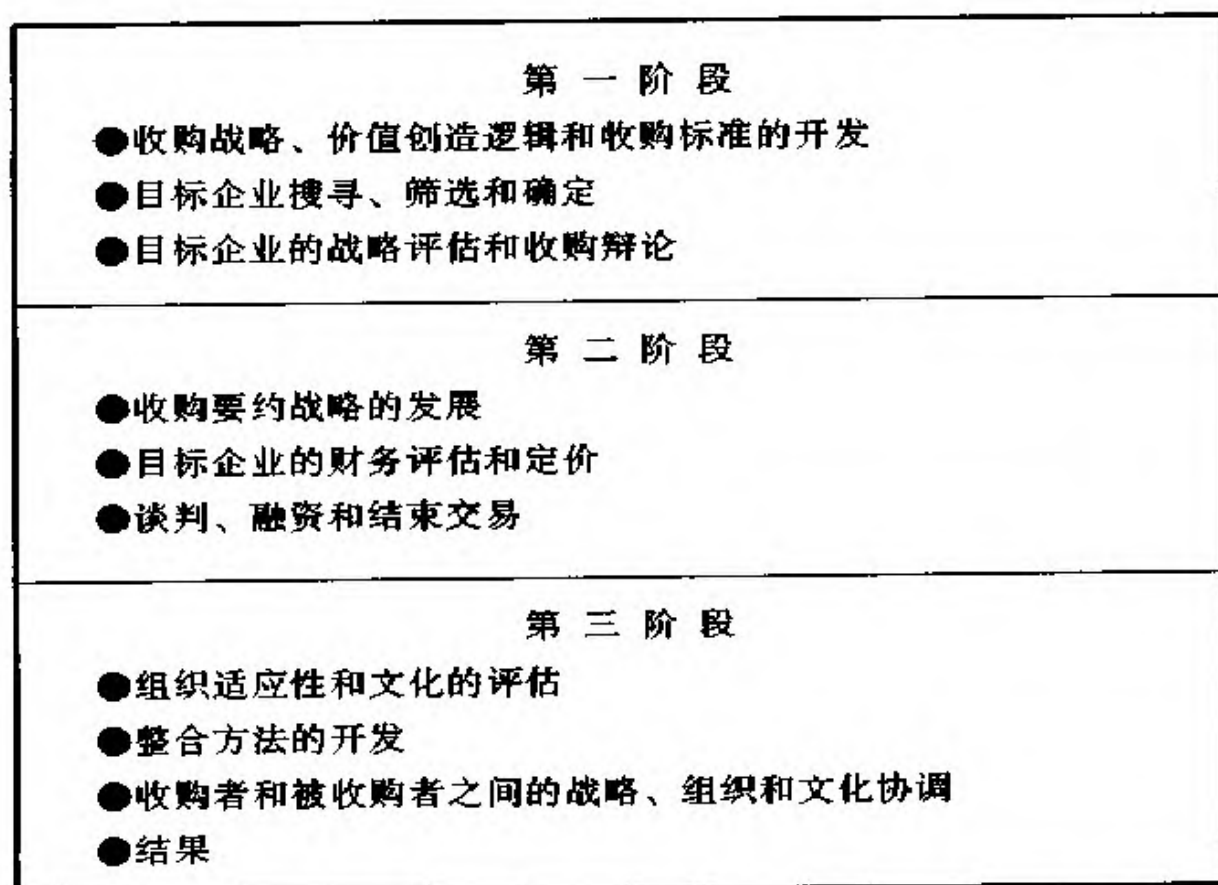 第一阶段
●收购战略、价值创造逻辑和收购标准的开发
●目标企业搜寻、筛选和确定
●目标企业的战略评估和收购辩论
第二阶段
●收购要约战略的发展
●目标企业的财务评估和定价
●谈判、融资和结束交易
第三阶段
●组织适应性和文化的评估
●整合方法的开发
●收购者和被收购者之间的战略、组织和文化协调
●结果